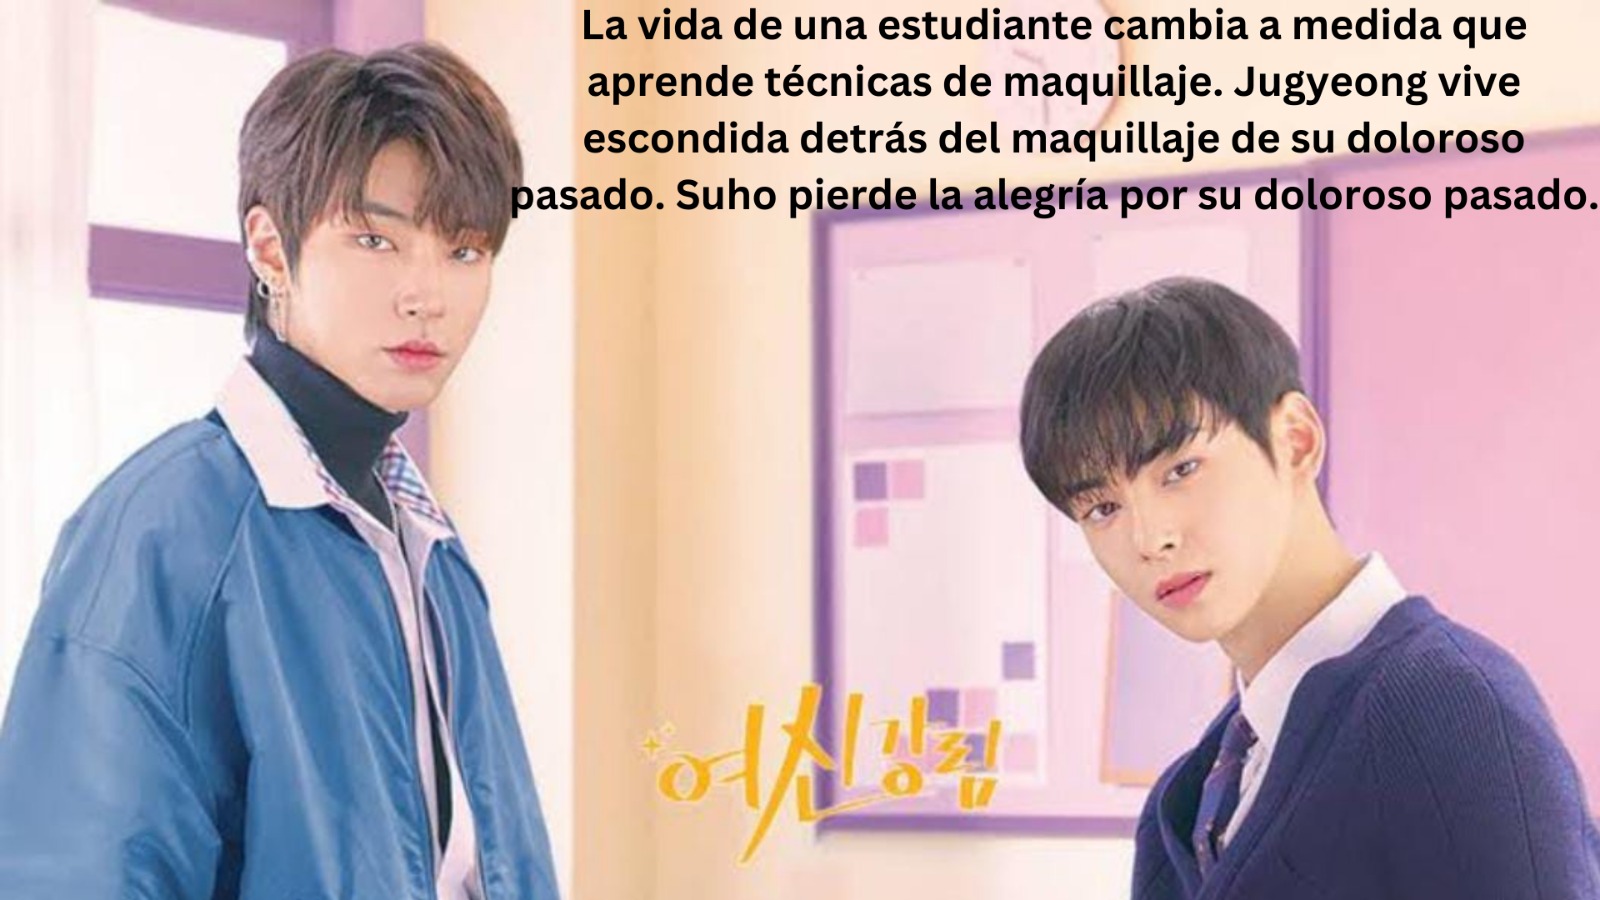 La vida de una estudiante cambia a medida que
aprende técnicas de maquillaje. Jugyeong vive
escondida detrás del maquillaje de su doloroso
pasado. Suho pierde la alegría por su doloroso pasado.
여신강림